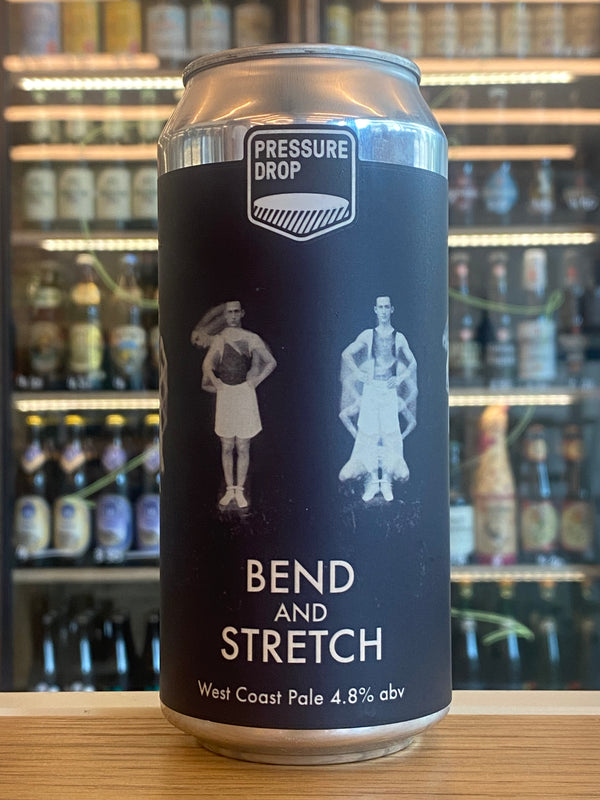 PRESSURE
DROP
BEND
AND
STRETCH
West Coast Pale 4.8% abv